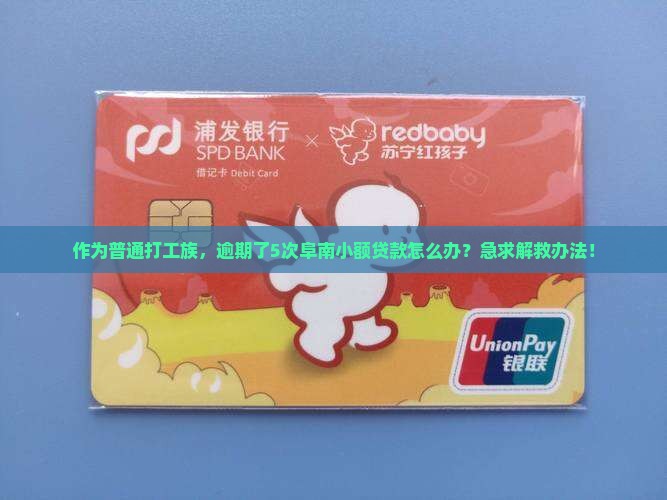 浦发银行
SPD BANK
借记卡 Debit Card
×
redbaby
苏宁红孩子
作为普通打工族，逾期了5次阜南小额贷款怎么办？急求解救办法！
UnionPay
银联